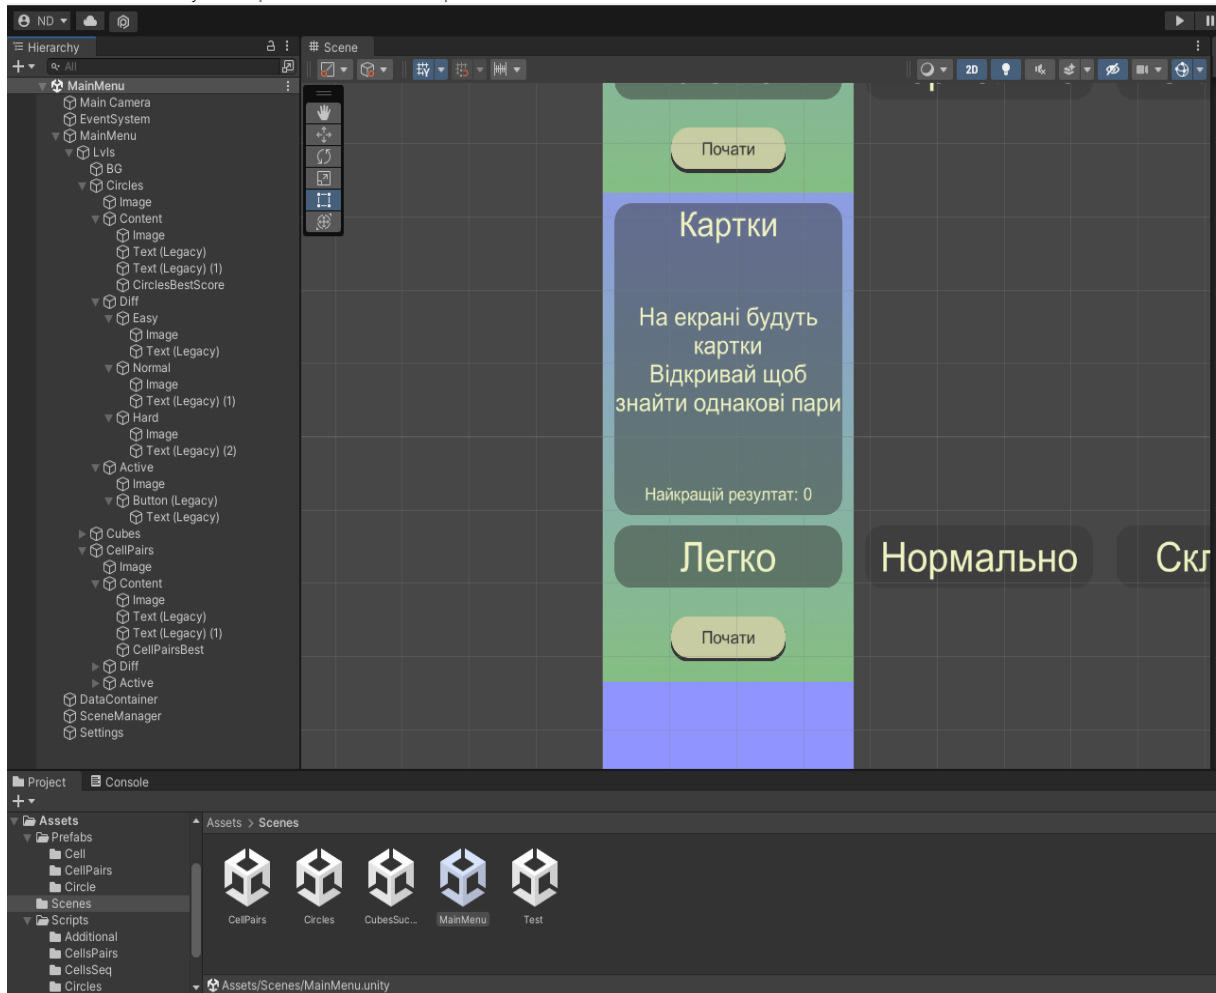 ND
Hierarchy
Scene
All
2D
MainMenu
Main Camera
EventSystem
MainMenu
Lvls
BG
Circles
Image
Content
Image
Text (Legacy)
Text (Legacy) (1)
CirclesBestScore
Diff
Easy
Image
Text (Legacy)
Normal
Image
Text (Legacy) (1)
Hard
Image
Text (Legacy) (2)
Active
Image
Button (Legacy)
Text (Legacy)
Cubes
CellPairs
Image
Content
Image
Text (Legacy)
Text (Legacy) (1)
CellPairsBest
Diff
Active
DataContainer
SceneManager
Settings
Почати
Картки
На екрані будуть
картки
Відкривай щоб
знайти однакові пари
Найкращій резултат: 0
Легко
Нормально
Скл
Почати
Project
Console
Assets
Prefabs
Cell
CellPairs
Circle
Scenes
Scripts
Additional
CellsPairs
CellsSeq
Circles
Assets > Scenes
CellPairs
Circles
CubesSuc...
MainMenu
Test
Assets/Scenes/MainMenu.unity